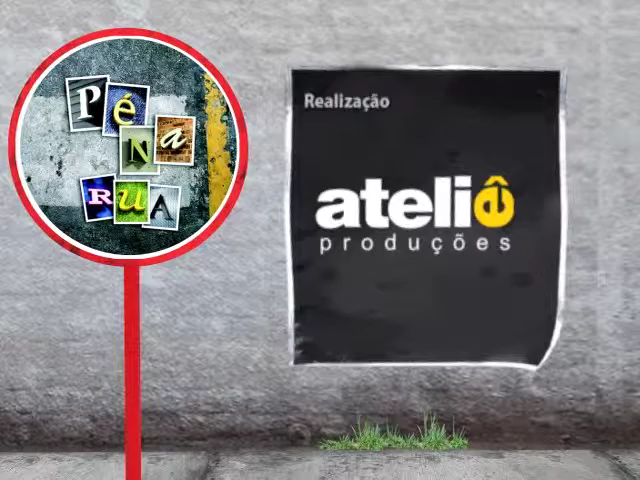 Pé
Na
RUA
Realização
ateliê
produções